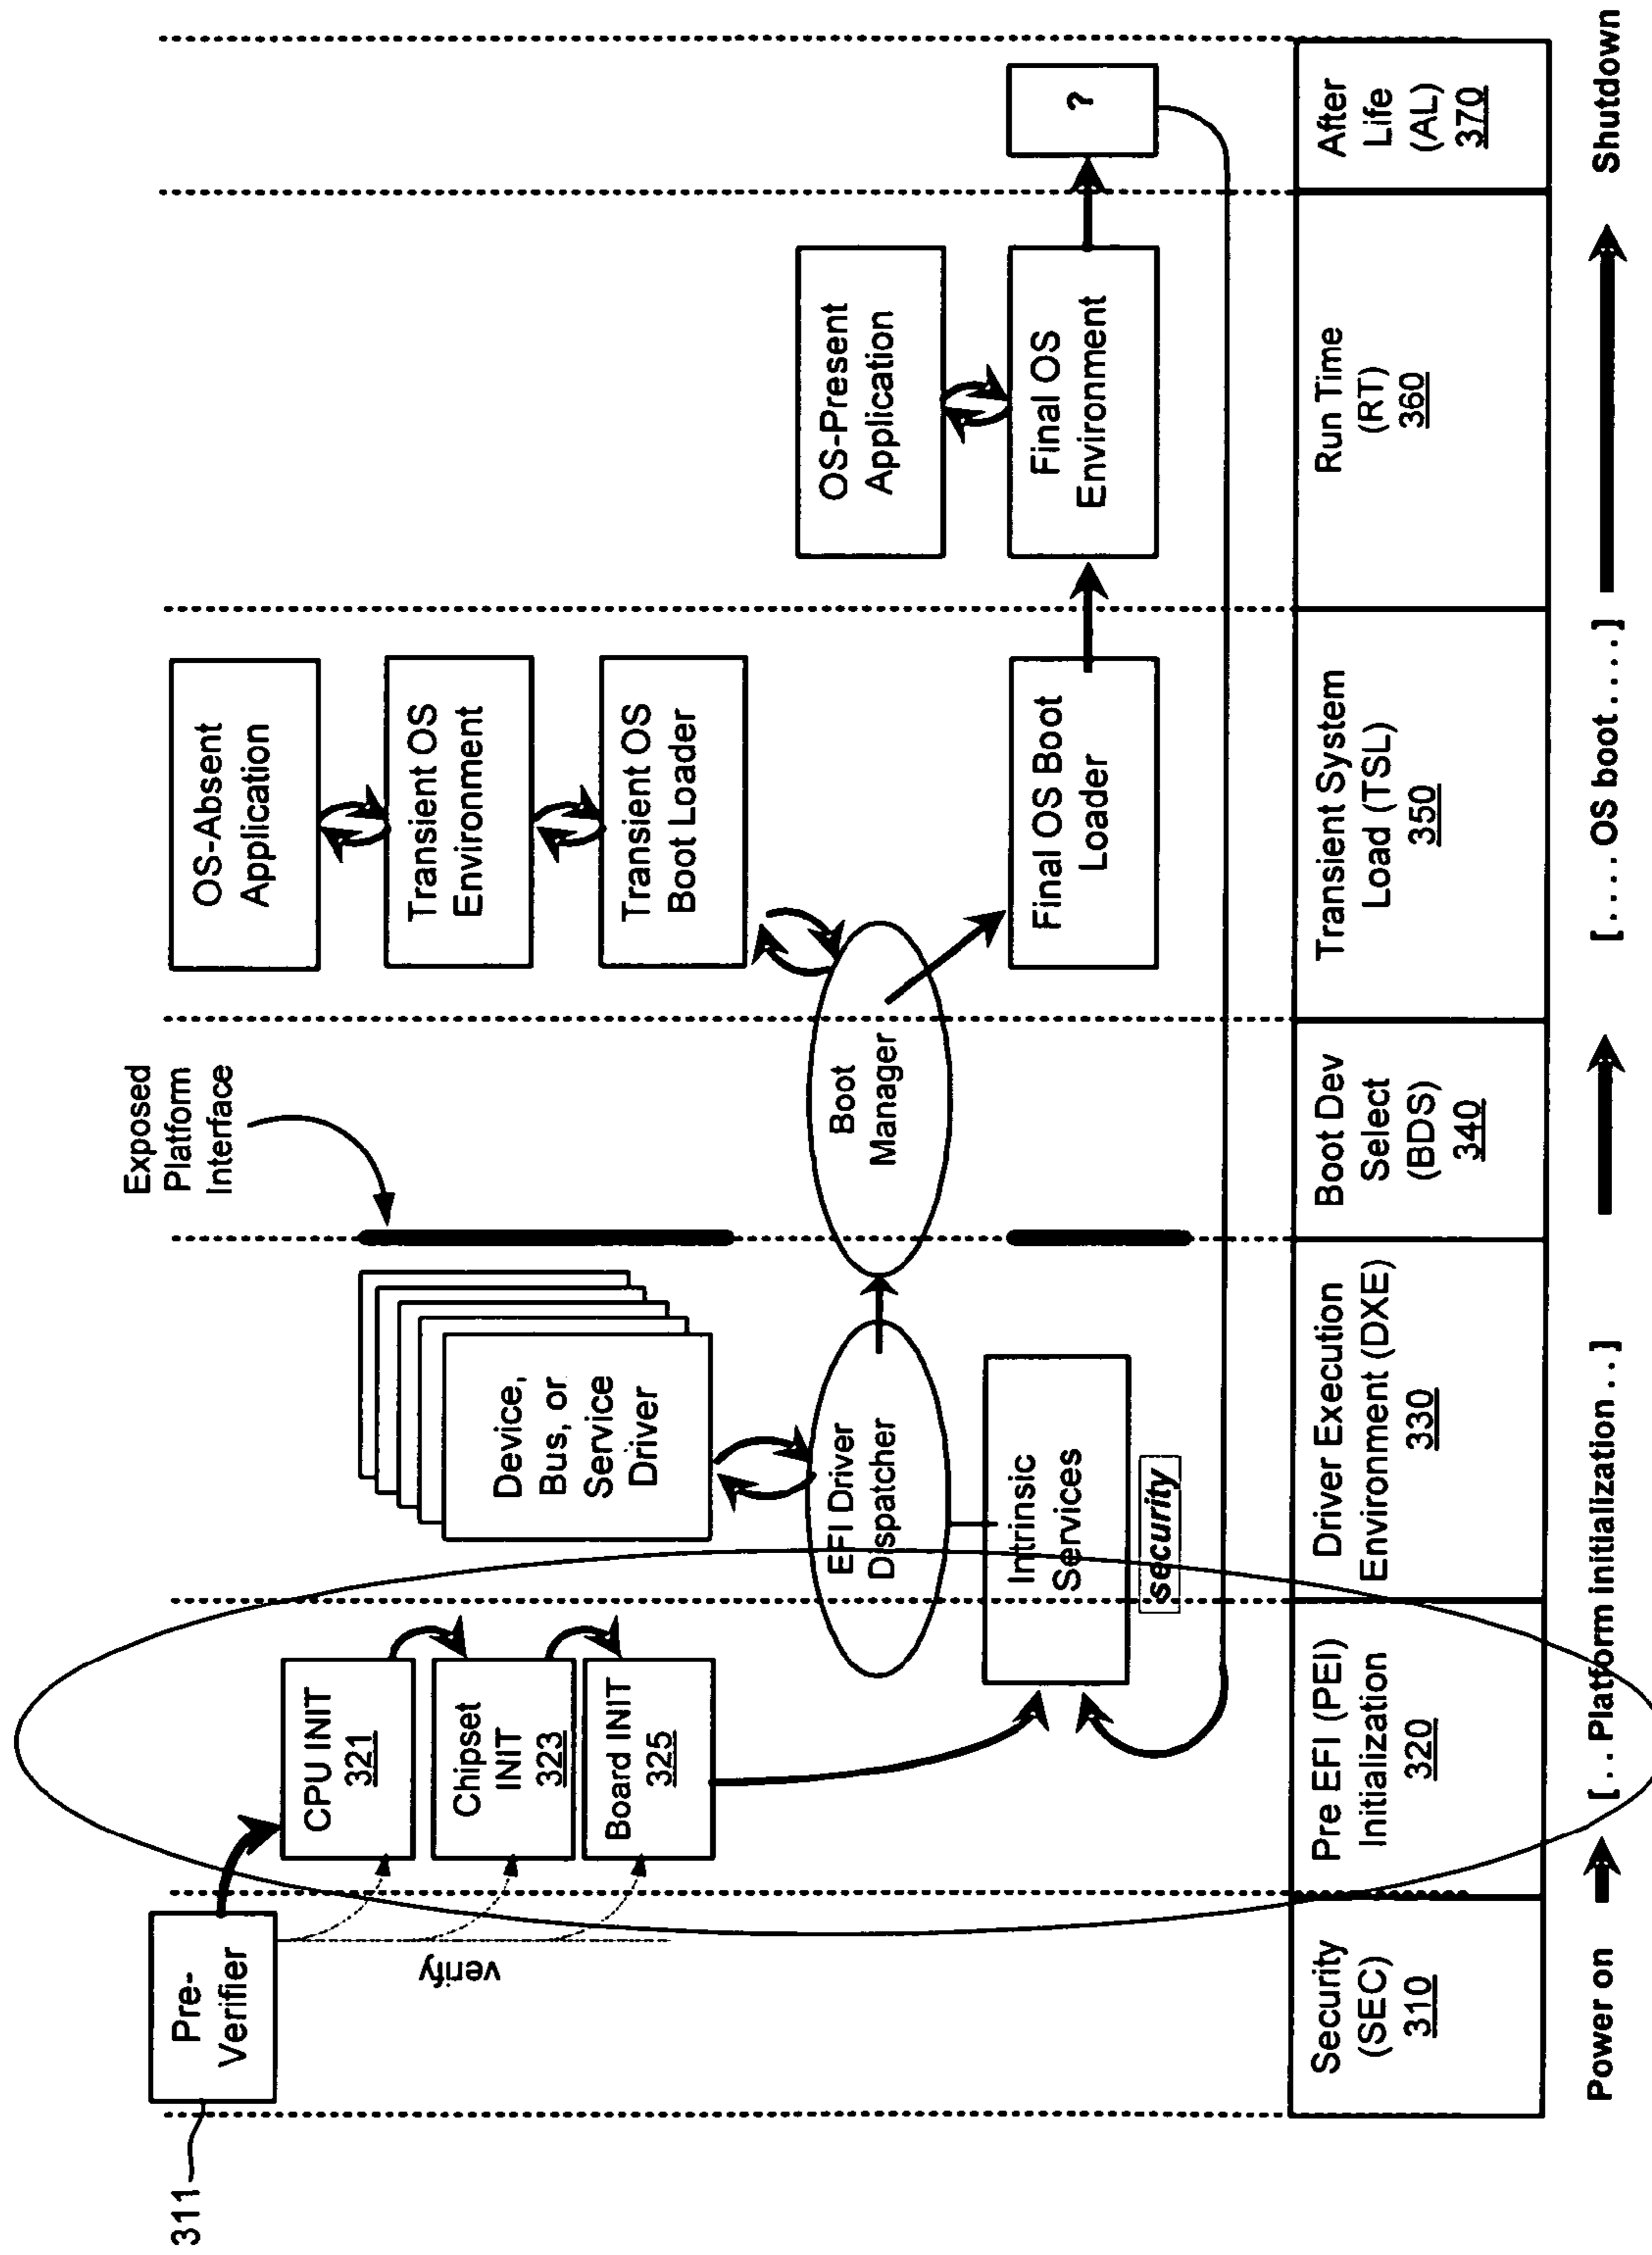 311
Pre-
Verifier
verify
CPU INIT
321
Chipset
INIT
323
Board INIT
325
Device,
Bus, or
Service
Driver
EFI Driver
Dispatcher
Intrinsic
Services
security
Exposed
Platform
Interface
Boot
Manager
OS-Absent
Application
Transient OS
Environment
Transient OS
Boot Loader
Final OS Boot
Loader
OS-Present
Application
Final OS
Environment
?
Security
(SEC)
310
Pre EFI (PEI)
Initialization
320
Driver Execution
Environment (DXE)
330
Boot Dev
Select
(BDS)
340
Transient System
Load (TSL)
350
Run Time
(RT)
360
After
Life
(AL)
370
Power on
[. . . Platform initialization . . ]
[. . . . OS boot . . . . ]
Shutdown